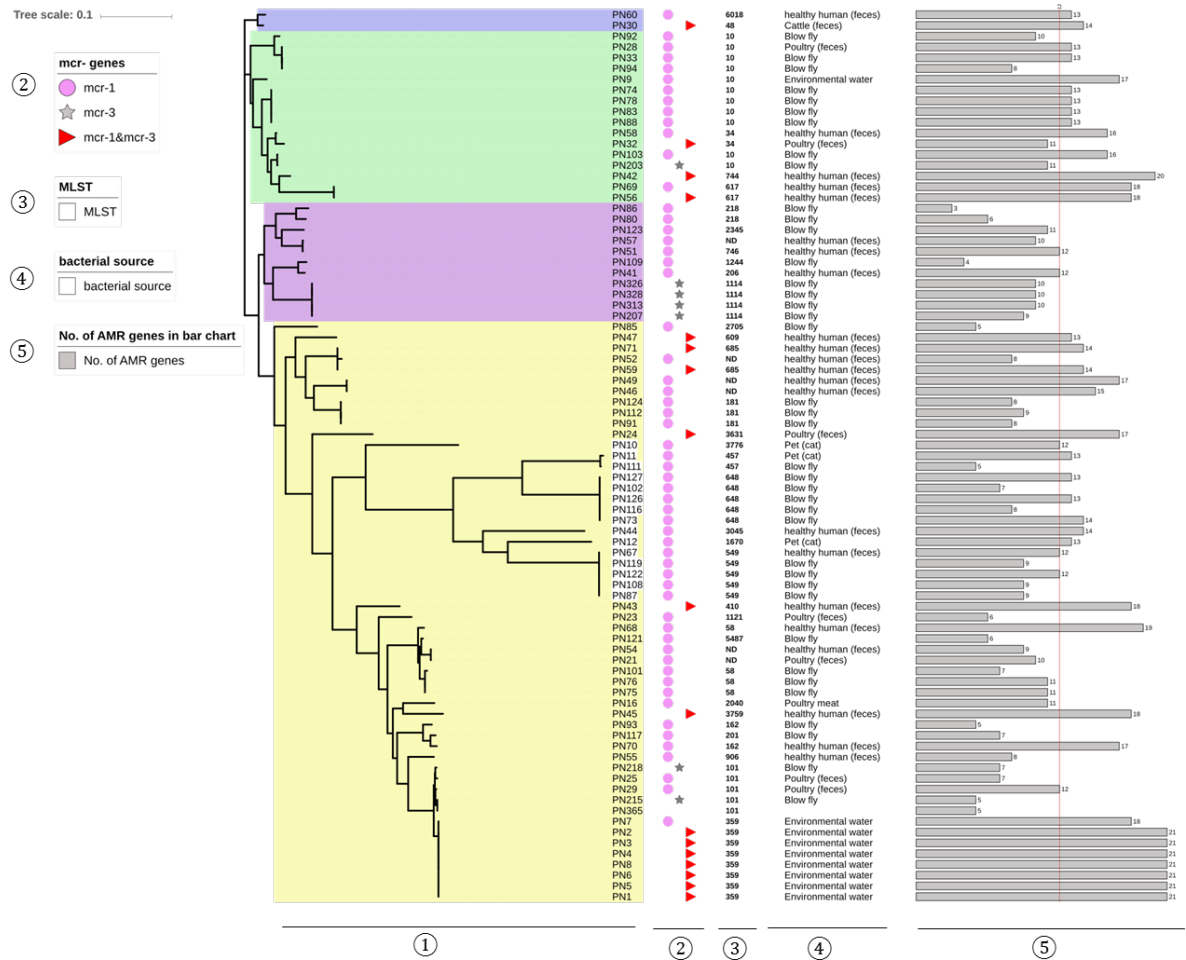 Tree scale: 0.1
② mcr- genes
mcr-1
mcr-3
mcr-1&mcr-3
③ MLST
MLST
④ bacterial source
bacterial source
⑤ No. of AMR genes in bar chart
No. of AMR genes
PN60 6018 healthy human (feces) 13
PN30 48 Cattle (feces) 14
PN92 10 Blow fly 10
PN28 10 Poultry (feces) 13
PN33 10 Blow fly 13
PN94 10 Blow fly 8
PN9 10 Environmental water 17
PN74 10 Blow fly 13
PN78 10 Blow fly 13
PN83 10 Blow fly 13
PN88 10 Blow fly 13
PN58 34 healthy human (feces) 16
PN32 34 Poultry (feces) 11
PN103 10 Blow fly 16
PN203 10 Blow fly 11
PN42 744 healthy human (feces) 20
PN69 617 healthy human (feces) 18
PN56 617 healthy human (feces) 18
PN86 218 Blow fly 3
PN80 218 Blow fly 6
PN123 2345 Blow fly 11
PN57 ND healthy human (feces) 10
PN51 746 healthy human (feces) 12
PN109 1244 Blow fly 4
PN41 206 healthy human (feces) 12
PN326 1114 Blow fly 10
PN328 1114 Blow fly 10
PN313 1114 Blow fly 10
PN207 1114 Blow fly 9
PN85 2705 Blow fly 5
PN47 609 healthy human (feces) 13
PN71 685 healthy human (feces) 14
PN52 ND healthy human (feces) 8
PN59 685 healthy human (feces) 14
PN49 ND healthy human (feces) 17
PN46 ND healthy human (feces) 15
PN124 181 Blow fly 8
PN112 181 Blow fly 9
PN91 181 Blow fly 8
PN24 3631 Poultry (feces) 17
PN10 3776 Pet (cat) 12
PN11 457 Pet (cat) 13
PN111 457 Blow fly 5
PN127 648 Blow fly 13
PN102 648 Blow fly 7
PN126 648 Blow fly 13
PN116 648 Blow fly 8
PN73 648 Blow fly 14
PN44 3045 healthy human (feces) 14
PN12 1670 Pet (cat) 13
PN67 549 healthy human (feces) 12
PN119 549 Blow fly 9
PN122 549 Blow fly 12
PN108 549 Blow fly 9
PN87 549 Blow fly 9
PN43 410 healthy human (feces) 18
PN23 1121 Poultry (feces) 6
PN68 58 healthy human (feces) 19
PN121 5487 Blow fly 6
PN54 ND healthy human (feces) 9
PN21 ND Poultry (feces) 10
PN101 58 Blow fly 7
PN76 58 Blow fly 11
PN75 58 Blow fly 11
PN16 2040 Poultry meat 11
PN45 3759 healthy human (feces) 18
PN93 162 Blow fly 5
PN117 201 Blow fly 7
PN70 162 healthy human (feces) 17
PN55 906 healthy human (feces) 8
PN218 101 Blow fly 7
PN25 101 Poultry (feces) 7
PN29 101 Poultry (feces) 12
PN215 101 Blow fly 5
PN365 101 5
PN7 359 Environmental water 18
PN2 359 Environmental water 21
PN3 359 Environmental water 21
PN4 359 Environmental water 21
PN8 359 Environmental water 21
PN6 359 Environmental water 21
PN5 359 Environmental water 21
PN1 359 Environmental water 21
① ② ③ ④ ⑤